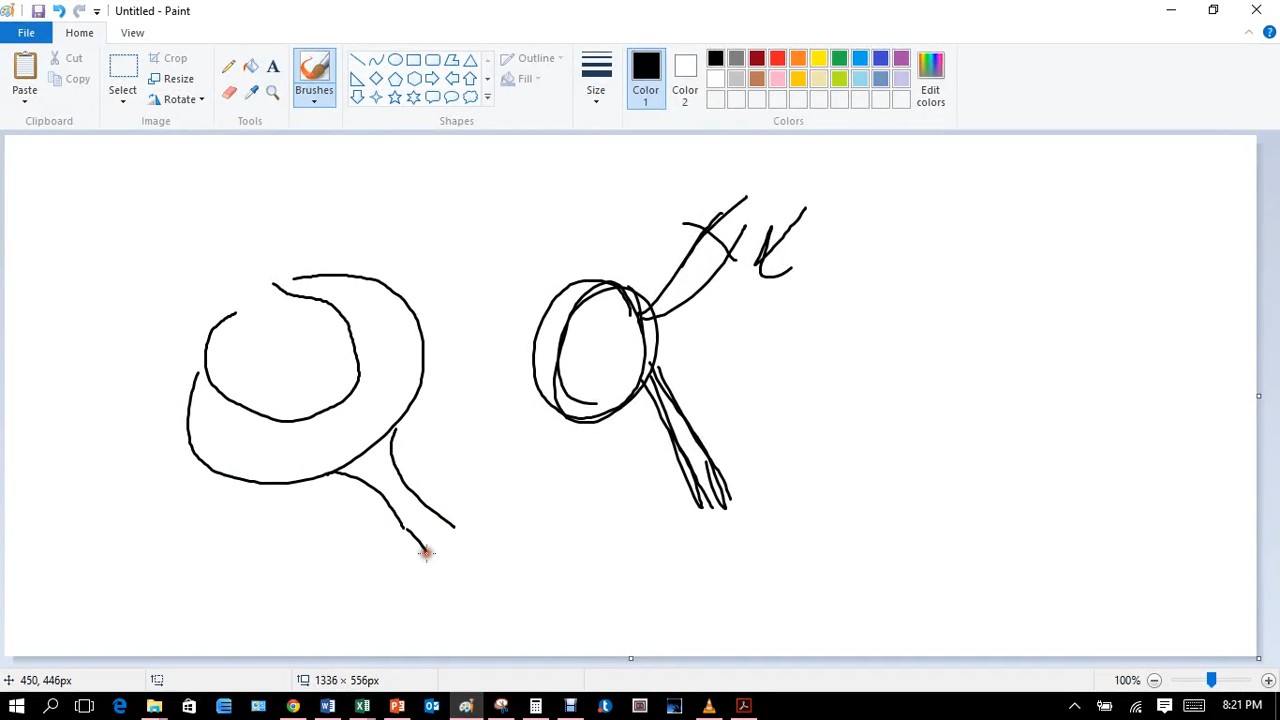 Untitled - Paint
File Home View
Paste Cut Copy
Select Crop Resize Rotate
A
Brushes
Outline Fill
Size
Color 1
Color 2
Edit colors
Clipboard Image Tools Shapes Colors
450, 446px 1336 × 556px 100%
8:21 PM